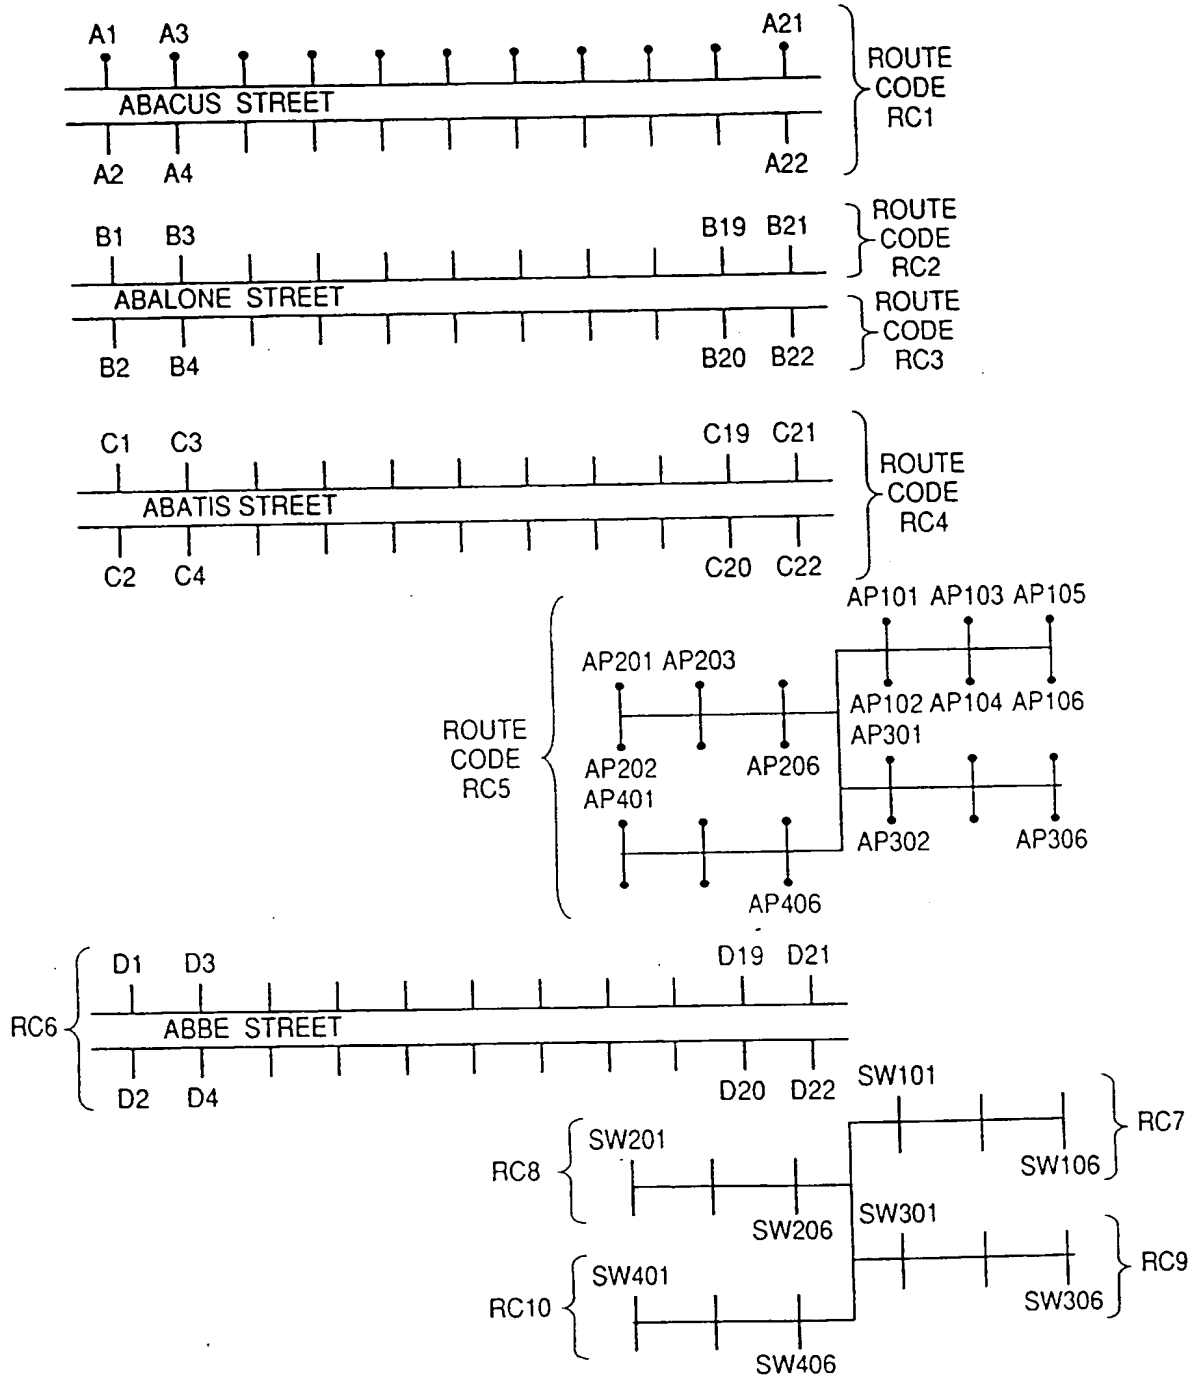 A1 A3 A21
ROUTE
CODE
RC1
ABACUS STREET
A2 A4 A22
B1 B3 B19 B21
ROUTE
CODE
RC2
ABALONE STREET
ROUTE
CODE
RC3
B2 B4 B20 B22
C1 C3 C19 C21
ROUTE
CODE
RC4
ABATIS STREET
C2 C4 C20 C22
AP101 AP103 AP105
AP201 AP203
AP102 AP104 AP106
ROUTE
CODE
RC5
AP301
AP202 AP206
AP401
AP302 AP306
AP406
D1 D3 D19 D21
RC6
ABBE STREET
D2 D4 D20 D22
SW101
RC7
SW201
RC8
SW106
SW206
SW301
RC9
SW401
RC10
SW306
SW406